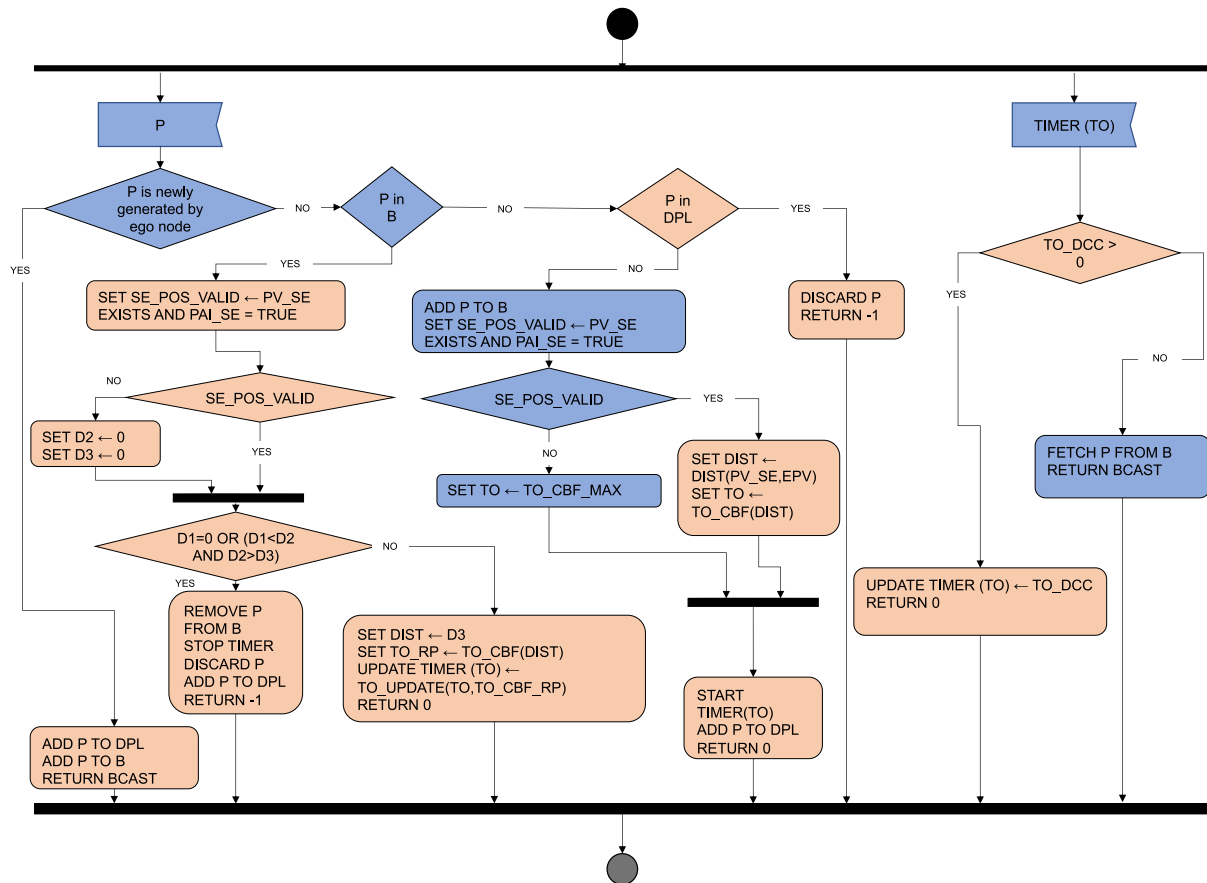 P
TIMER (TO)
P is newly
generated by
ego node
NO
P in
B
NO
P in
DPL
YES
TO_DCC >
0
YES
YES
NO
YES
NO
SET SE_POS_VALID ← PV_SE
EXISTS AND PAI_SE = TRUE
ADD P TO B
SET SE_POS_VALID ← PV_SE
EXISTS AND PAI_SE = TRUE
DISCARD P
RETURN -1
NO
SE_POS_VALID
SE_POS_VALID
YES
SET D2 ← 0
SET D3 ← 0
YES
NO
SET DIST ←
DIST(PV_SE,EPV)
SET TO ←
TO_CBF(DIST)
FETCH P FROM B
RETURN BCAST
SET TO ← TO_CBF_MAX
D1=0 OR (D1<D2
AND D2>D3)
NO
YES
REMOVE P
FROM B
STOP TIMER
DISCARD P
ADD P TO DPL
RETURN -1
SET DIST ← D3
SET TO_RP ← TO_CBF(DIST)
UPDATE TIMER (TO) ←
TO_UPDATE(TO,TO_CBF_RP)
RETURN 0
UPDATE TIMER (TO) ← TO_DCC
RETURN 0
START
TIMER(TO)
ADD P TO DPL
RETURN 0
ADD P TO DPL
ADD P TO B
RETURN BCAST